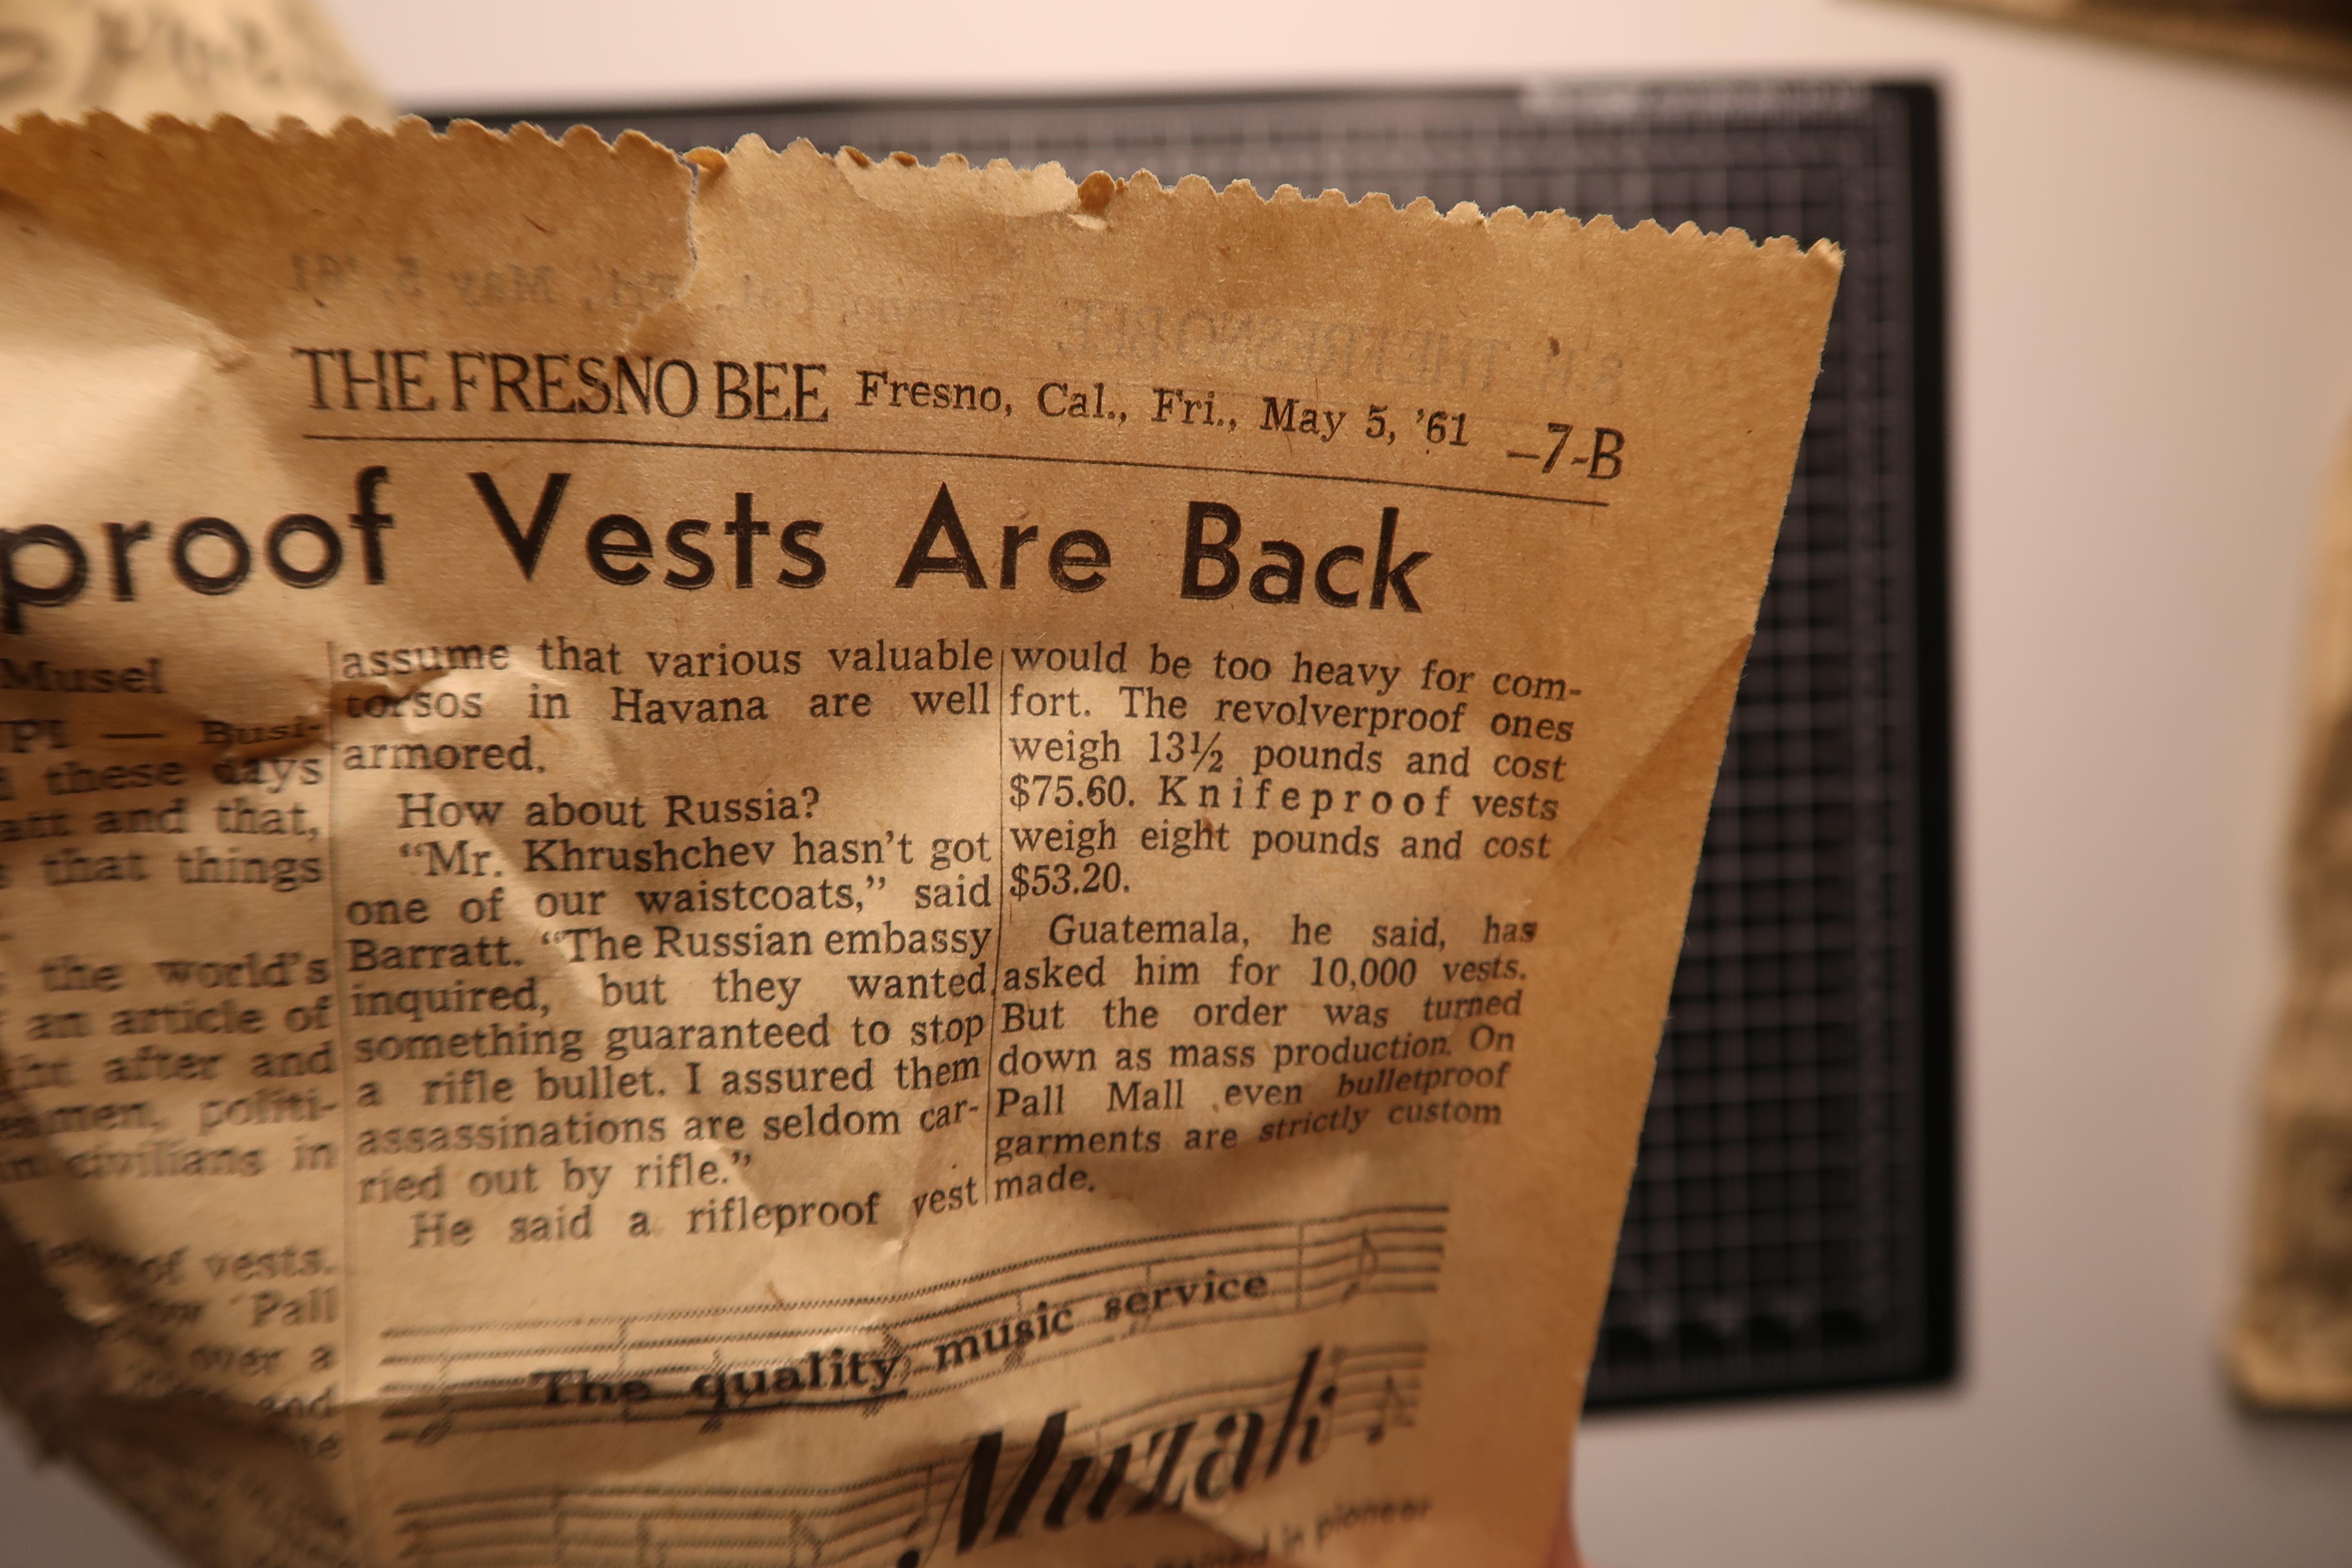 THE FRESNO BEE Fresno, Cal., Fri., May 5, '61 —7-B
proof Vests Are Back
Musel
UPI — Busi-
these days
and that,
that things
the world's
an article of
after and
politi-
civilians in
of vests.
Pall
over a
and
assume that various valuable
torsos in Havana are well
armored.
How about Russia?
“Mr. Khrushchev hasn't got
one of our waistcoats,” said
Barratt. “The Russian embassy
inquired, but they wanted
something guaranteed to stop
a rifle bullet. I assured them
assassinations are seldom car-
ried out by rifle.”
He said a rifleproof vest
would be too heavy for com-
fort. The revolverproof ones
weigh 13½ pounds and cost
$75.60. Knifeproof vests
weigh eight pounds and cost
$53.20.
Guatemala, he said, has
asked him for 10,000 vests.
But the order was turned
down as mass production. On
Pall Mall even bulletproof
garments are strictly custom
made.
The quality music service
Muzak
in pioneer